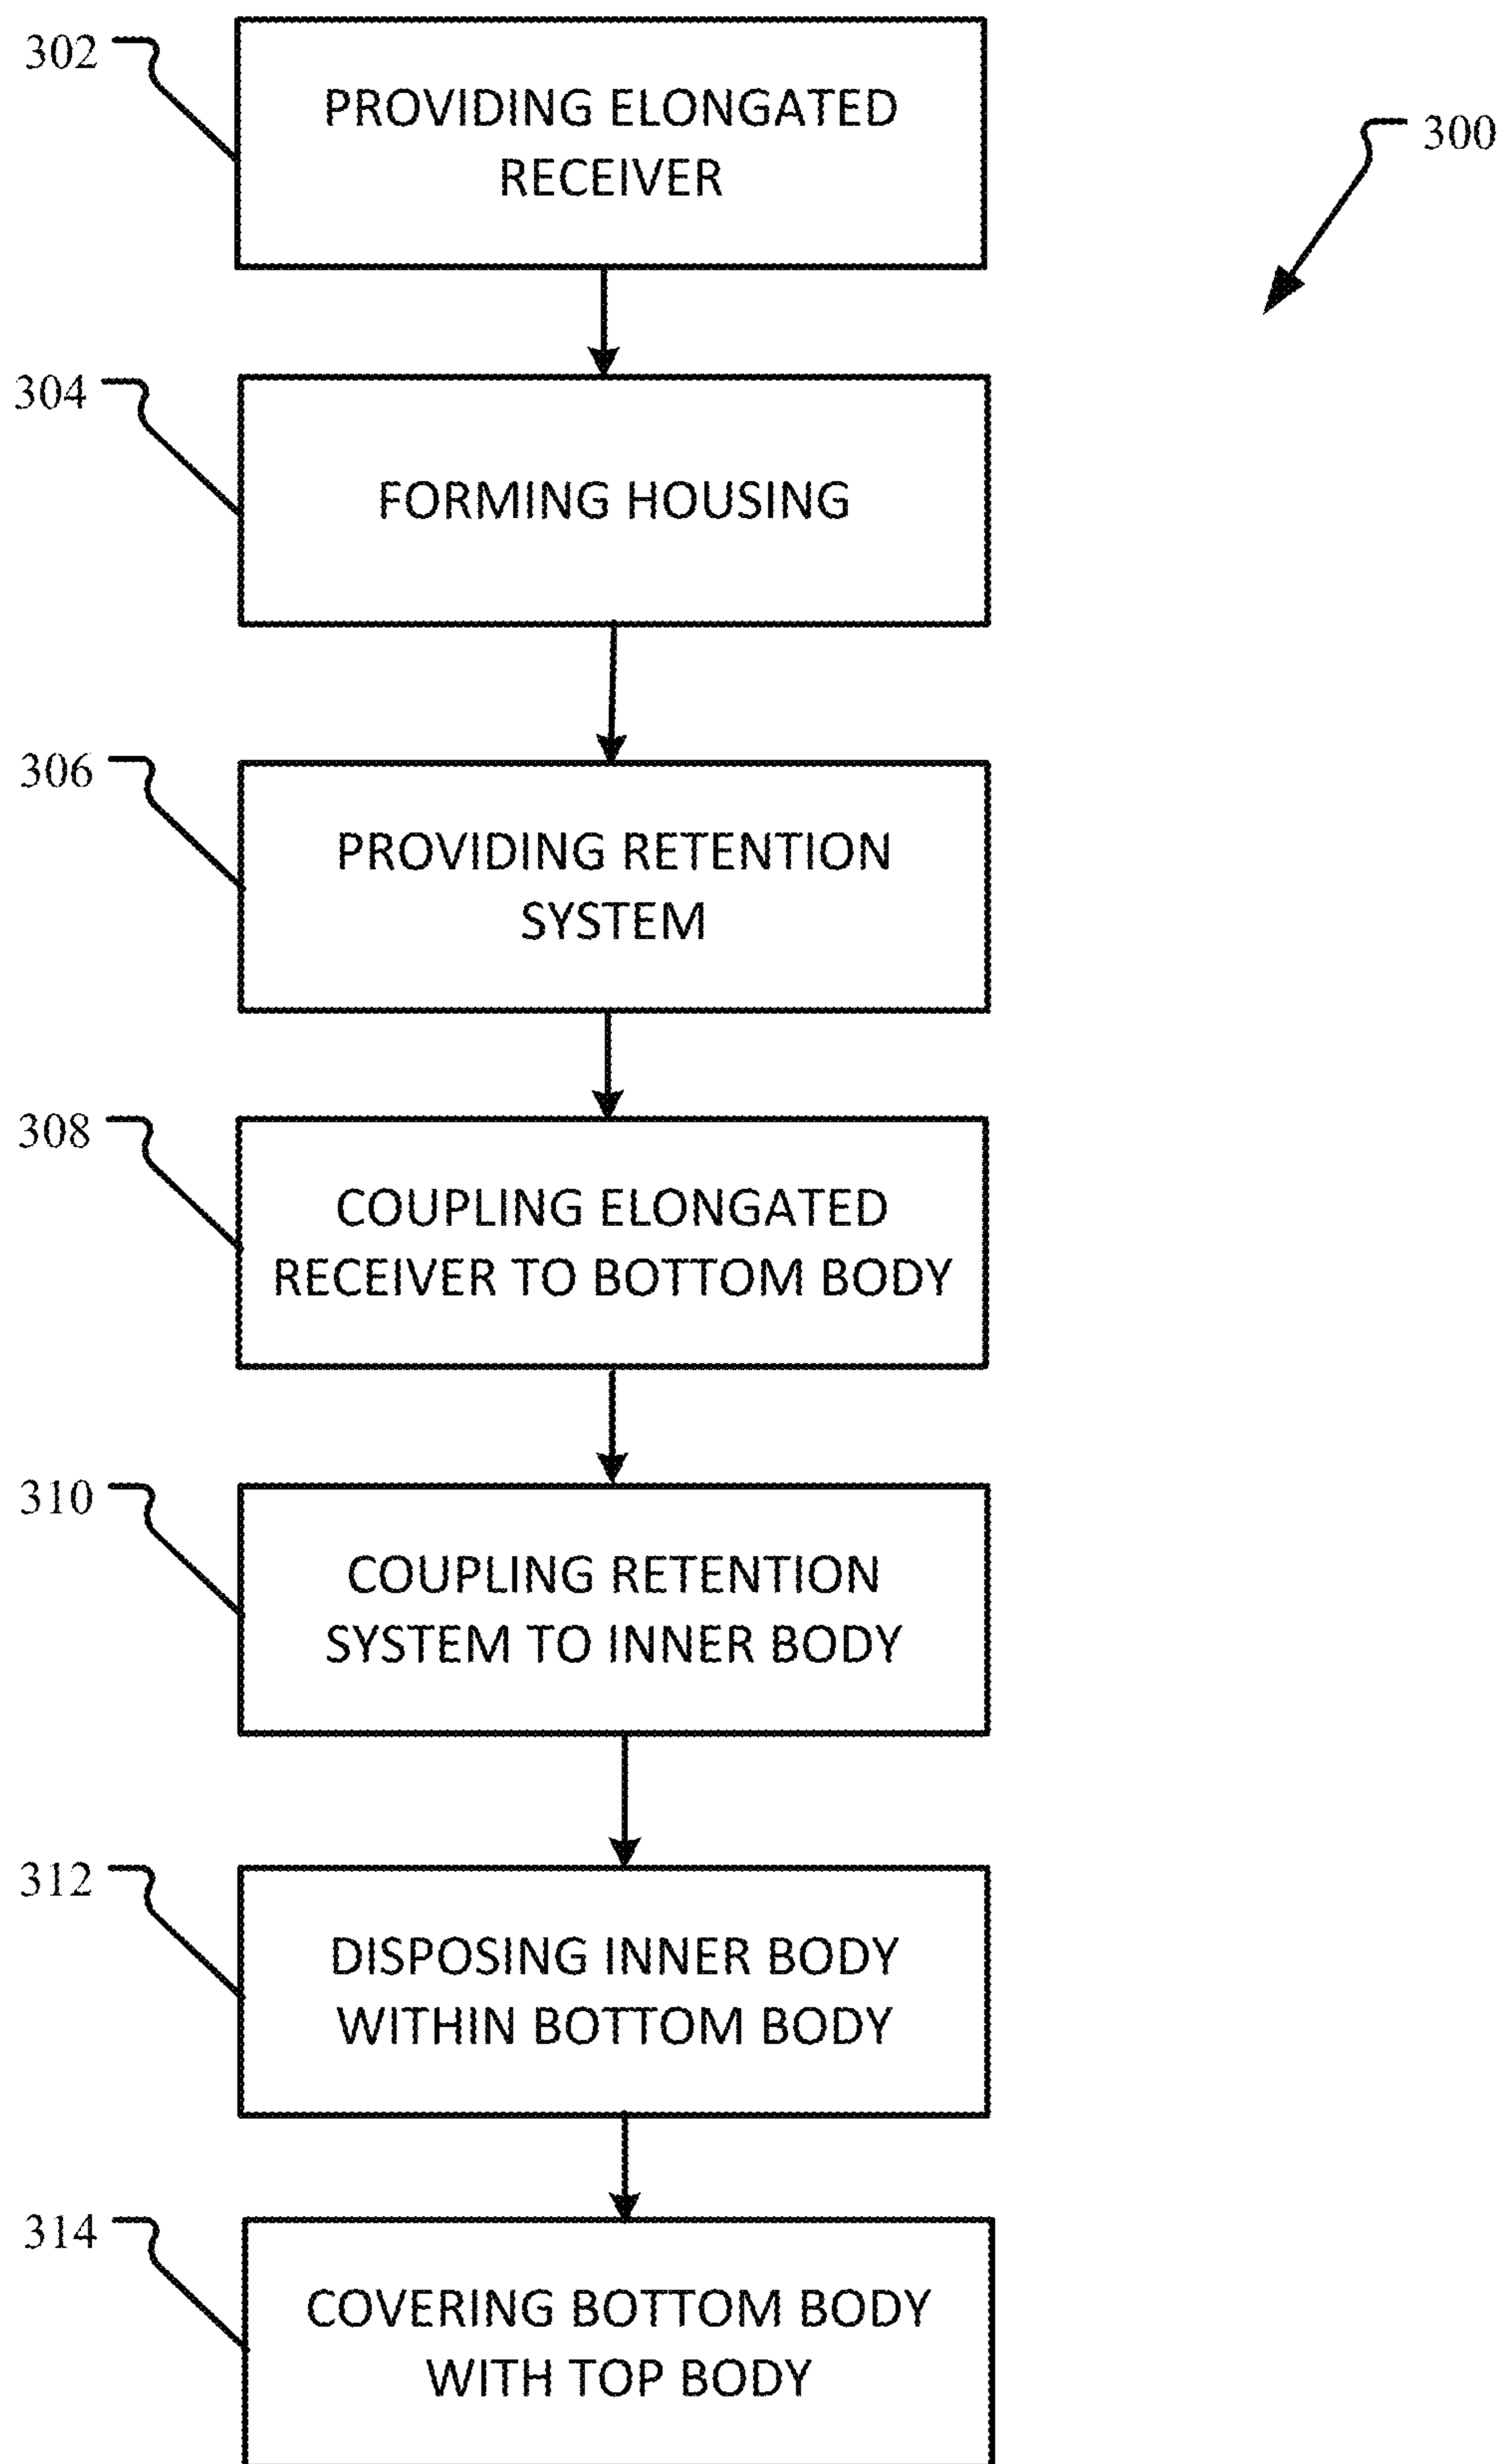 302
PROVIDING ELONGATED
RECEIVER
300
304
FORMING HOUSING
306
PROVIDING RETENTION
SYSTEM
308
COUPLING ELONGATED
RECEIVER TO BOTTOM BODY
310
COUPLING RETENTION
SYSTEM TO INNER BODY
312
DISPOSING INNER BODY
WITHIN BOTTOM BODY
314
COVERING BOTTOM BODY
WITH TOP BODY